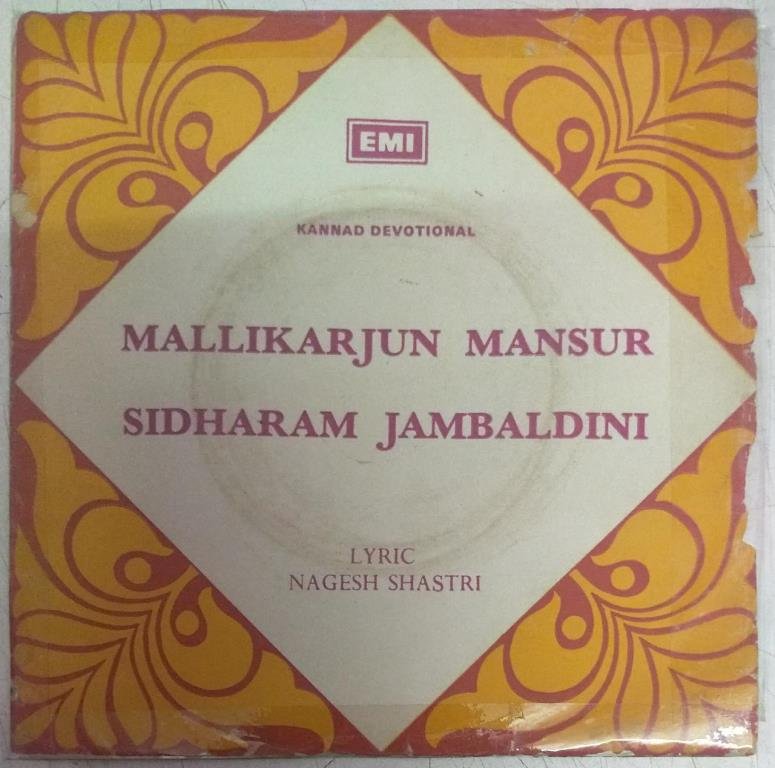 EMI
KANNAD DEVOTIONAL
MALLIKARJUN MANSUR
SIDHARAM JAMBALDINI
LYRIC
NAGESH SHASTRI